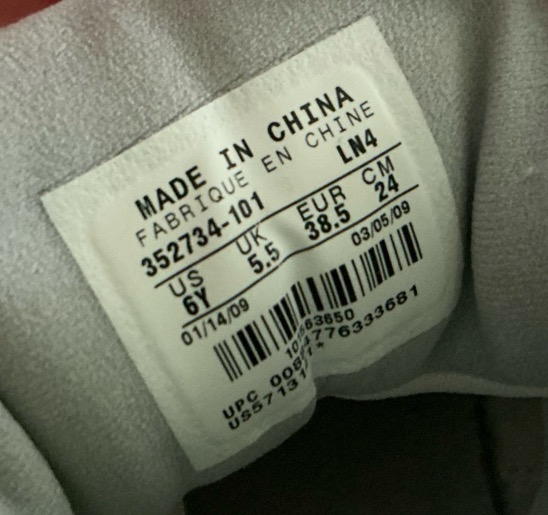 MADE IN CHINA
FABRIQUE EN CHINE
352734-101 LN4
US UK EUR CM
6Y 5.5 38.5 24
01/14/09 03/05/09
UPC